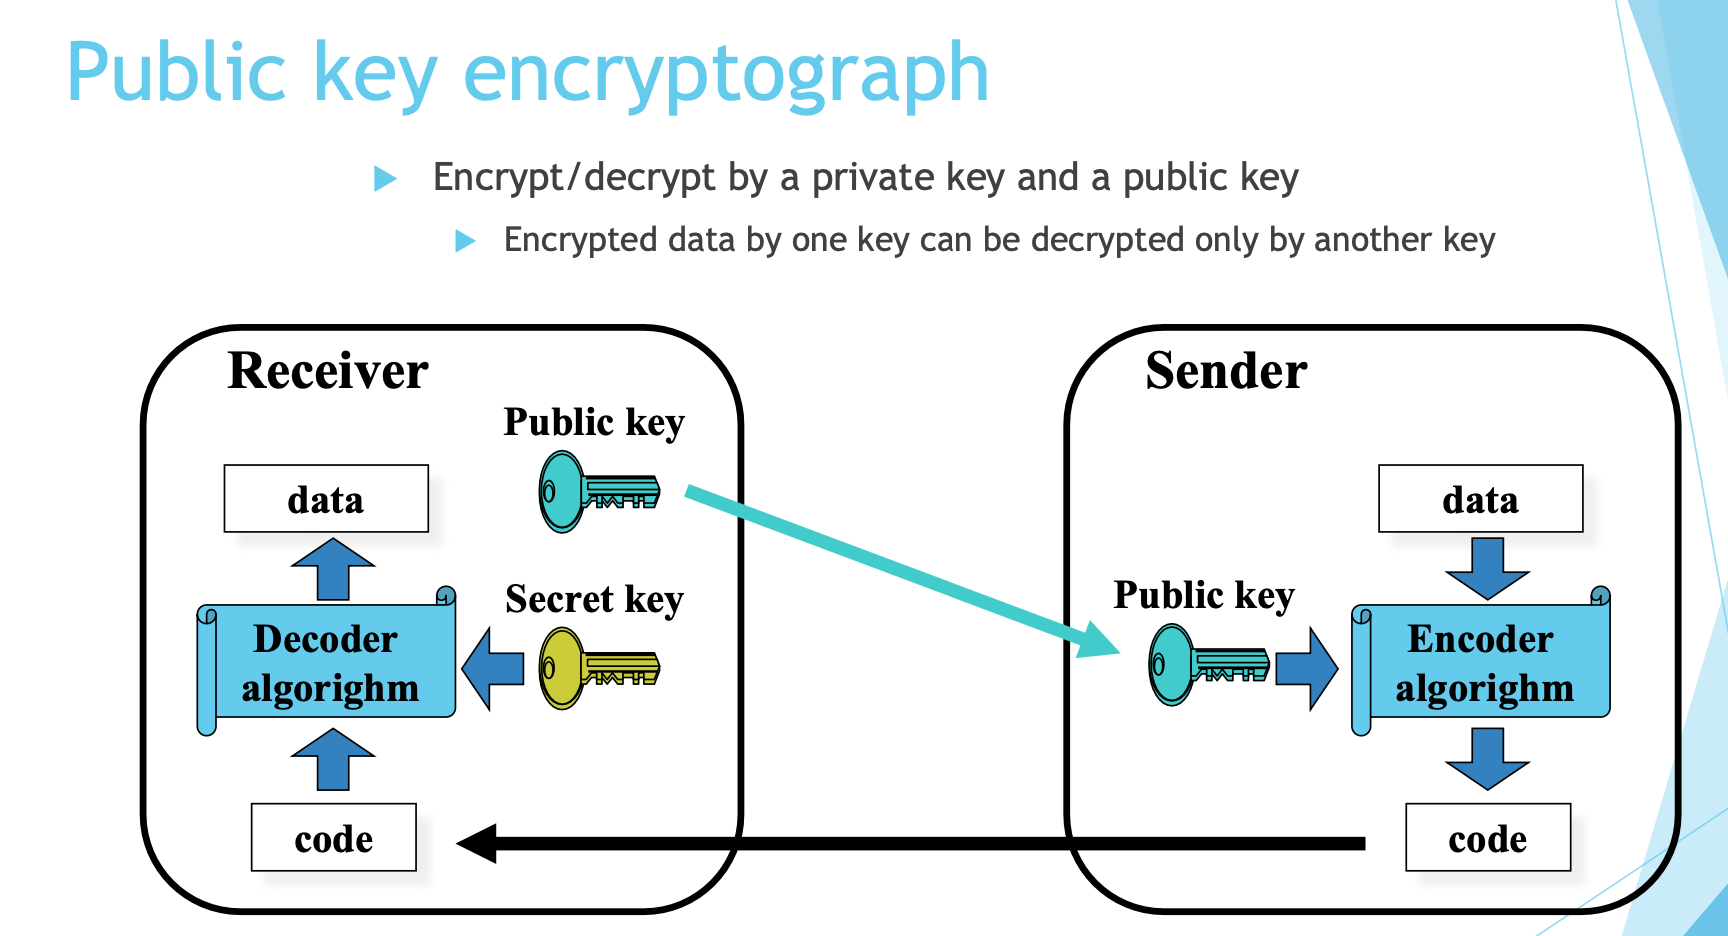 Public key encryptograph
Encrypt/decrypt by a private key and a public key
Encrypted data by one key can be decrypted only by another key
Receiver
Public key
data
Secret key
Decoder
algorighm
code
Sender
data
Public key
Encoder
algorighm
code